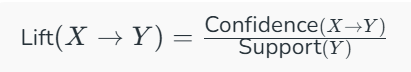 Lift(X → Y) = Confidence(X→Y) / Support(Y)